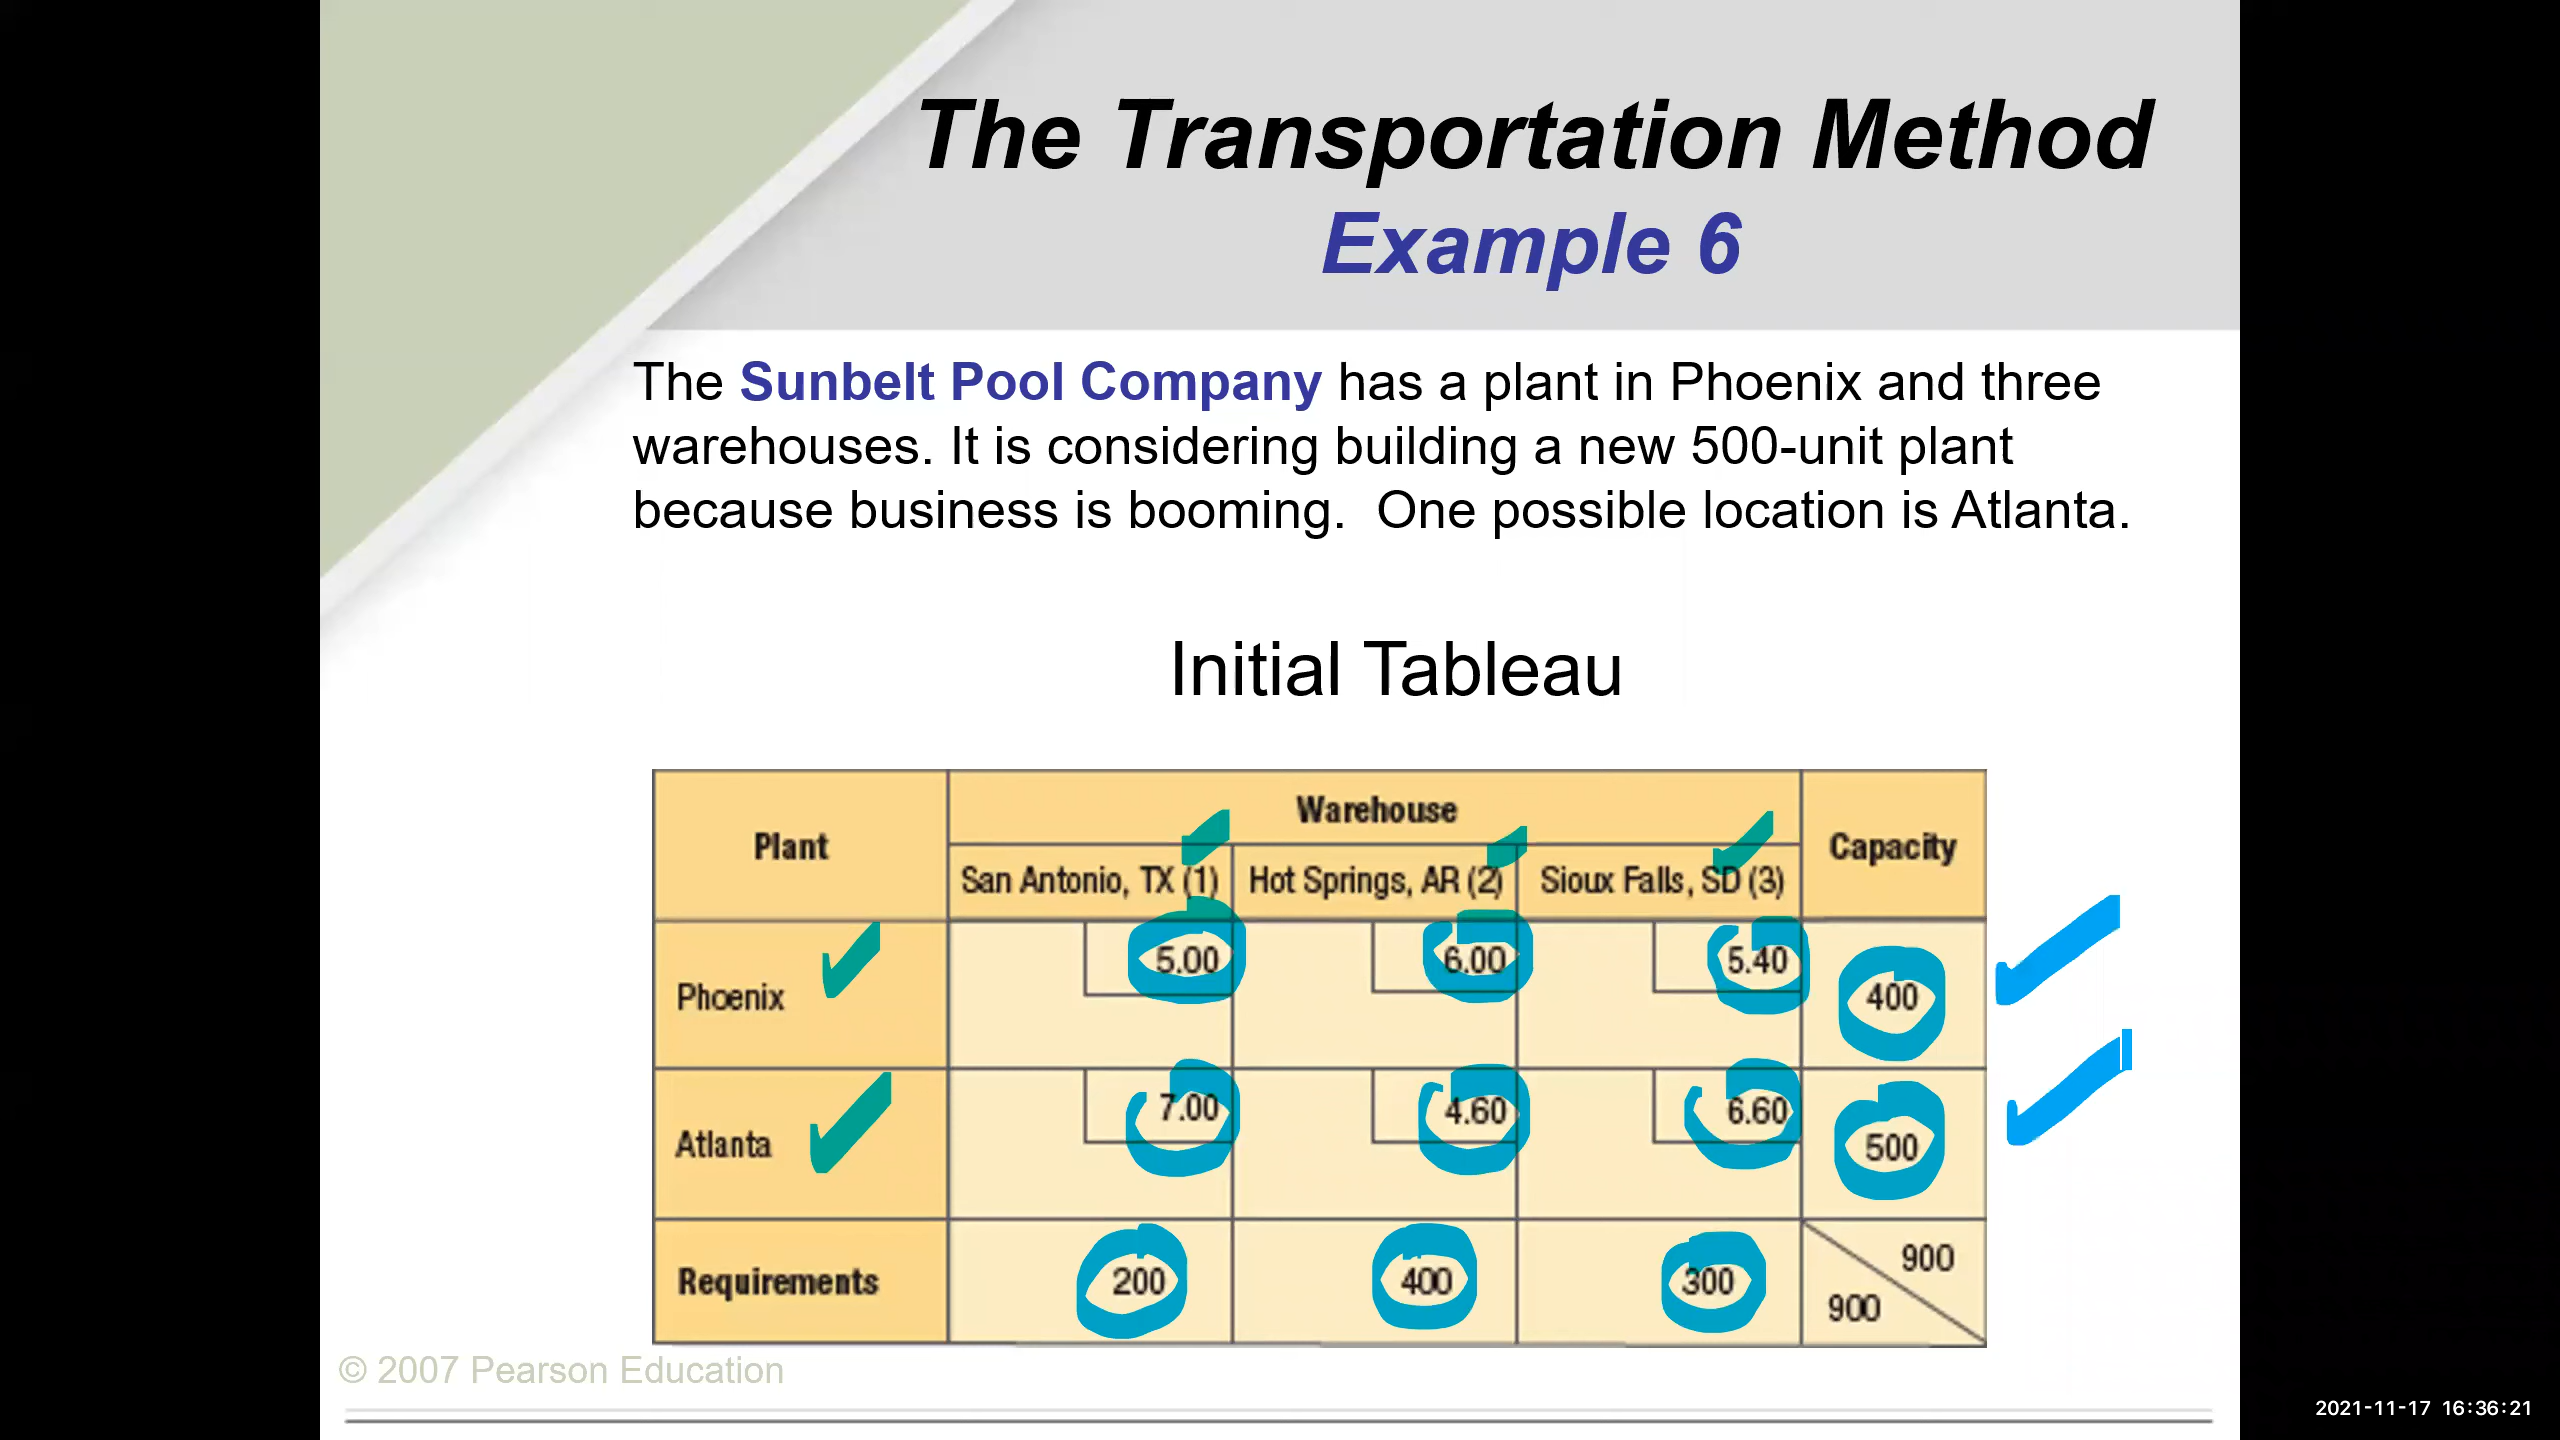 The Transportation Method
Example 6
The Sunbelt Pool Company has a plant in Phoenix and three
warehouses. It is considering building a new 500-unit plant
because business is booming.  One possible location is Atlanta.
Initial Tableau
Plant
Warehouse
Capacity
San Antonio, TX (1)
Hot Springs, AR (2)
Sioux Falls, SD (3)
Phoenix
5.00
6.00
5.40
400
Atlanta
7.00
4.60
6.60
500
Requirements
200
400
300
900
900
© 2007 Pearson Education
2021-11-17 16:36:21